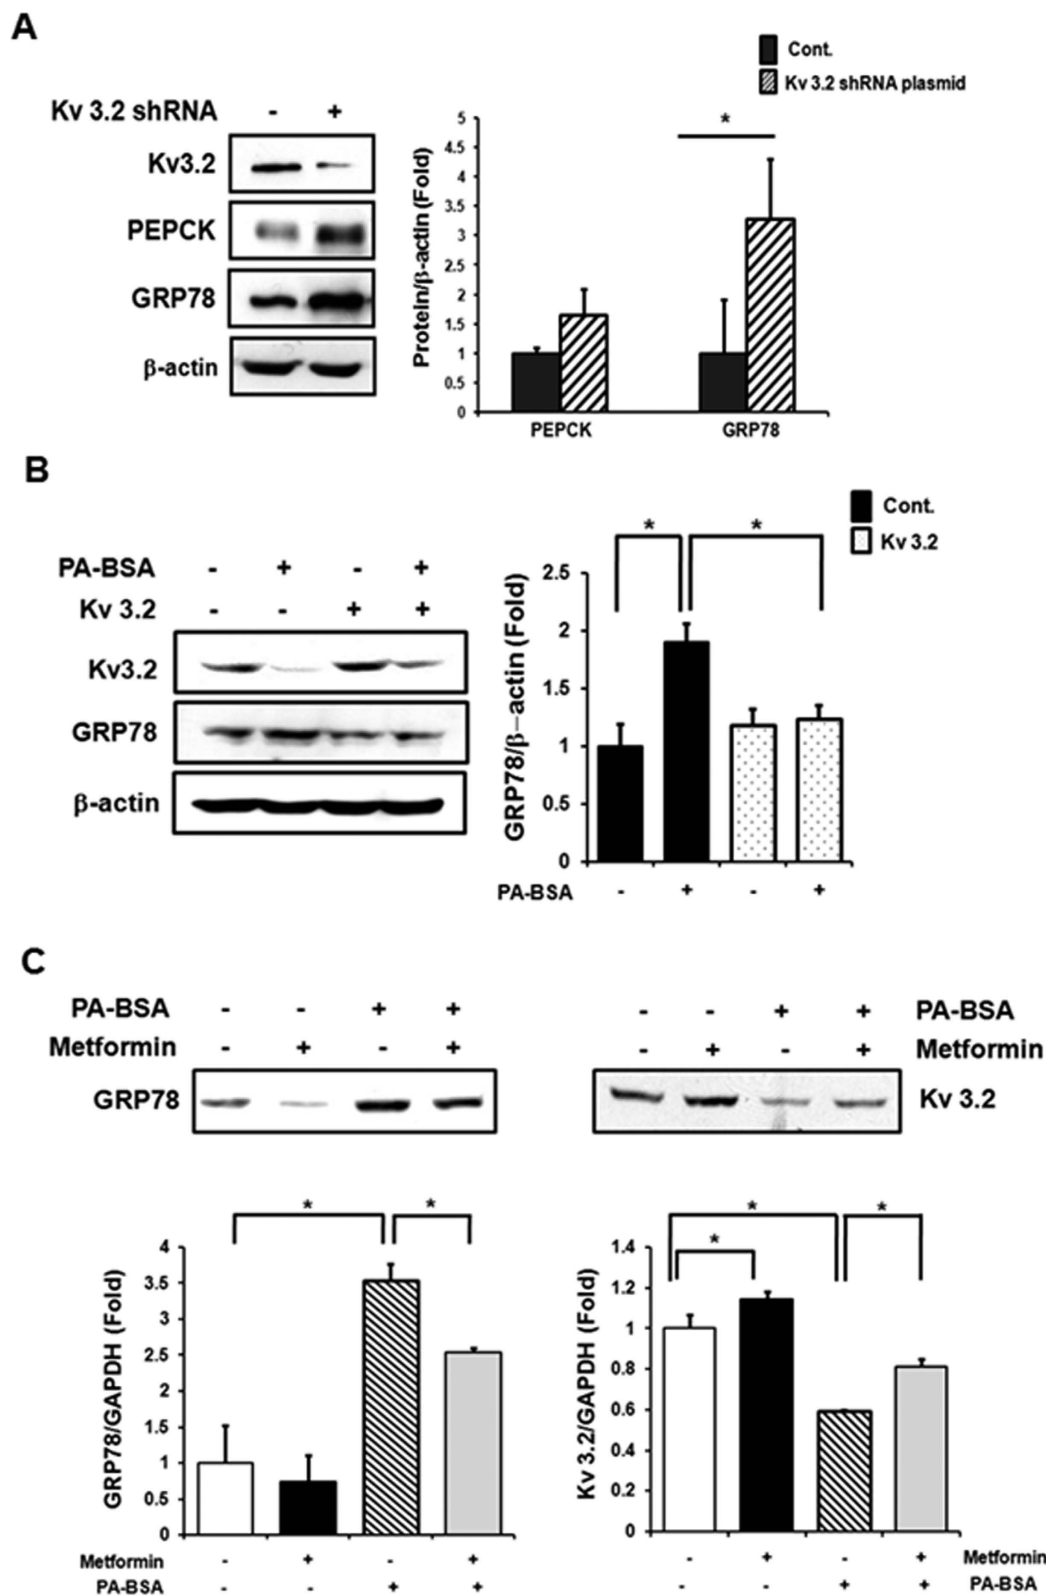 A
Cont.
Kv 3.2 shRNA plasmid
Kv 3.2 shRNA - +
Kv3.2
PEPCK
GRP78
β-actin
Protein/β-actin (Fold)
5
4.5
4
3.5
3
2.5
2
1.5
1
0.5
0
*
PEPCK GRP78
B
Cont.
Kv 3.2
PA-BSA - + - +
Kv 3.2 - - + +
Kv3.2
GRP78
β-actin
GRP78/β-actin (Fold)
* *
2.5
2
1.5
1
0.5
0
PA-BSA - + - +
C
PA-BSA - - + +
Metformin - + - +
GRP78
- - + + PA-BSA
- + - + Metformin
Kv 3.2
GRP78/GAPDH (Fold)
* *
4
3.5
3
2.5
2
1.5
1
0.5
0
Metformin - + - +
PA-BSA - - + +
Kv 3.2/GAPDH (Fold)
* *
*
1.4
1.2
1
0.8
0.6
0.4
0.2
0
- + - + Metformin
- - + + PA-BSA